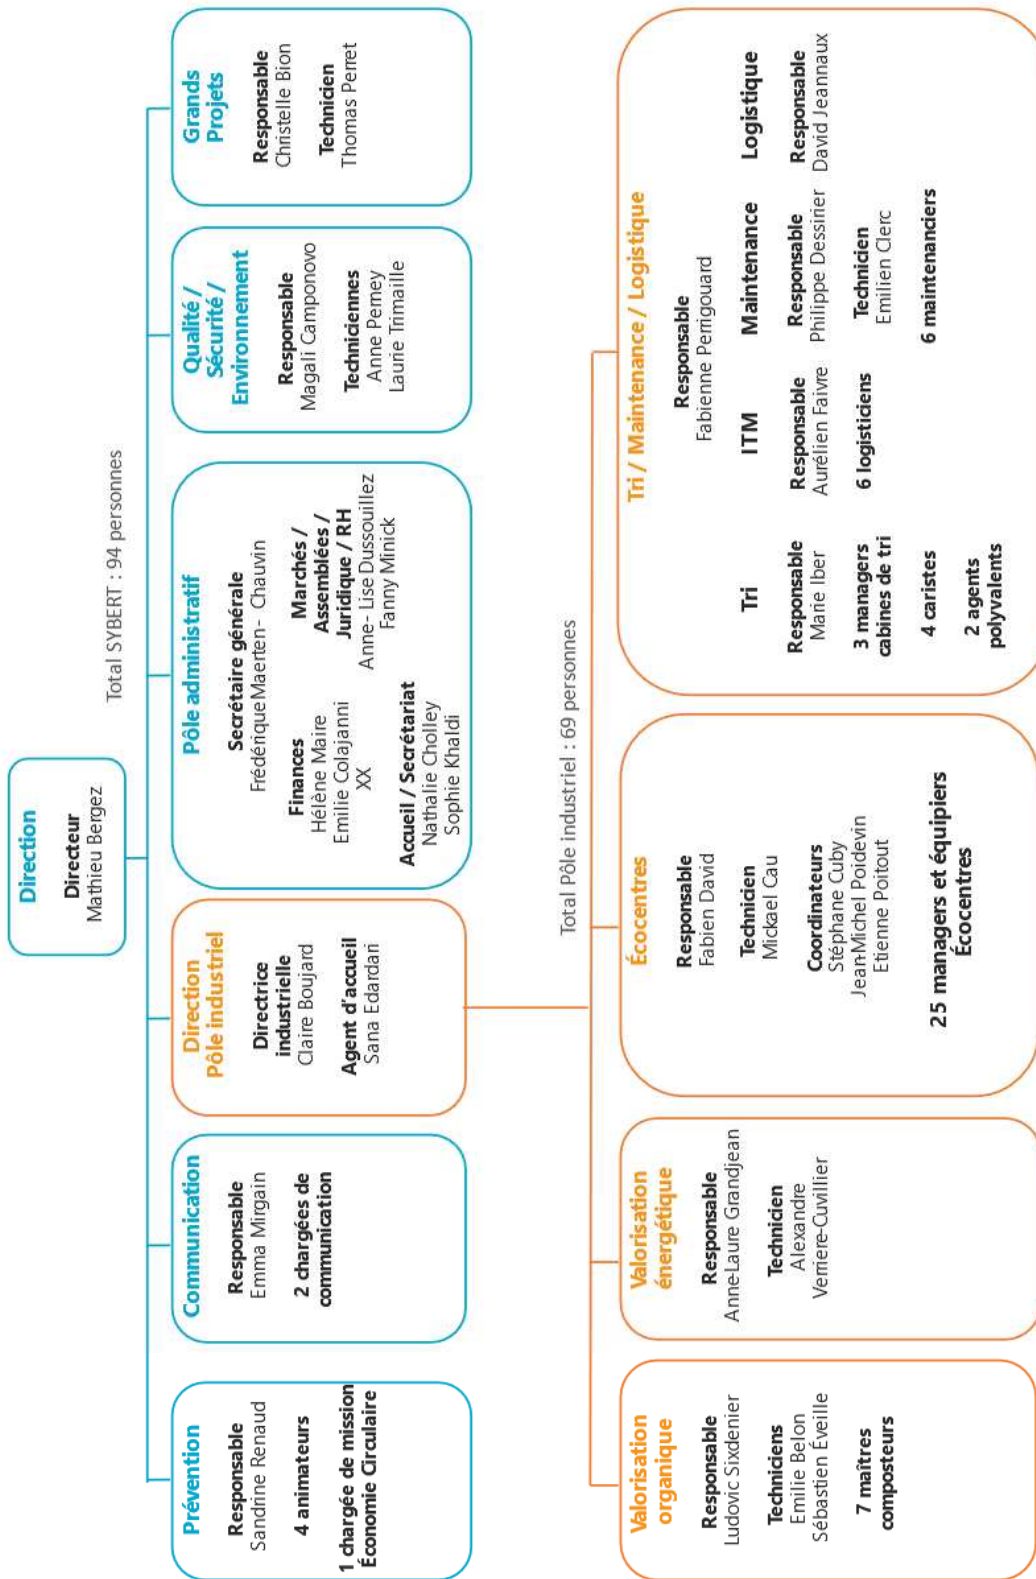 Direction
Directeur
Mathieu Bergez
Total SYBERT : 94 personnes
Prévention
Responsable
Sandrine Renaud
4 animateurs
1 chargée de mission
Économie Circulaire
Communication
Responsable
Emma Mirgain
2 chargées de
communication
Direction
Pôle industriel
Directrice
industrielle
Claire Boujard
Agent d'accueil
Sana Edardari
Pôle administratif
Secrétaire générale
Frédérique Maerten- Chauvin
Finances
Hélène Maire
Emilie Colajanni
XX
Accueil / Secrétariat
Nathalie Cholley
Sophie Khaldi
Marchés /
Assemblées /
Juridique / RH
Anne- Lise Dussouillez
Fanny Minick
Qualité /
Sécurité /
Environnement
Responsable
Magali Camponovo
Techniciennes
Anne Perney
Laurie Trimaille
Grands
Projets
Responsable
Christelle Bion
Technicien
Thomas Perret
Total Pôle industriel : 69 personnes
Valorisation
organique
Responsable
Ludovic Sixdenier
Techniciens
Emilie Belon
Sébastien Éveille
7 maîtres
composteurs
Valorisation
énergétique
Responsable
Anne-Laure Grandjean
Technicien
Alexandre
Verriere-Cuvillier
Écocentres
Responsable
Fabien David
Technicien
Mickael Cau
Coordinateurs
Stéphane Cuby
Jean-Michel Poidevin
Etienne Poitout
25 managers et équipiers
Écocentres
Tri / Maintenance / Logistique
Responsable
Fabienne Perrigouard
Tri
Responsable
Marie Iber
3 managers
cabines de tri
4 caristes
2 agents
polyvalents
ITM
Responsable
Aurélien Faivre
6 logisticiens
Maintenance
Responsable
Philippe Dessirier
Technicien
Emilien Clerc
6 maintenanciers
Logistique
Responsable
David Jeannaux